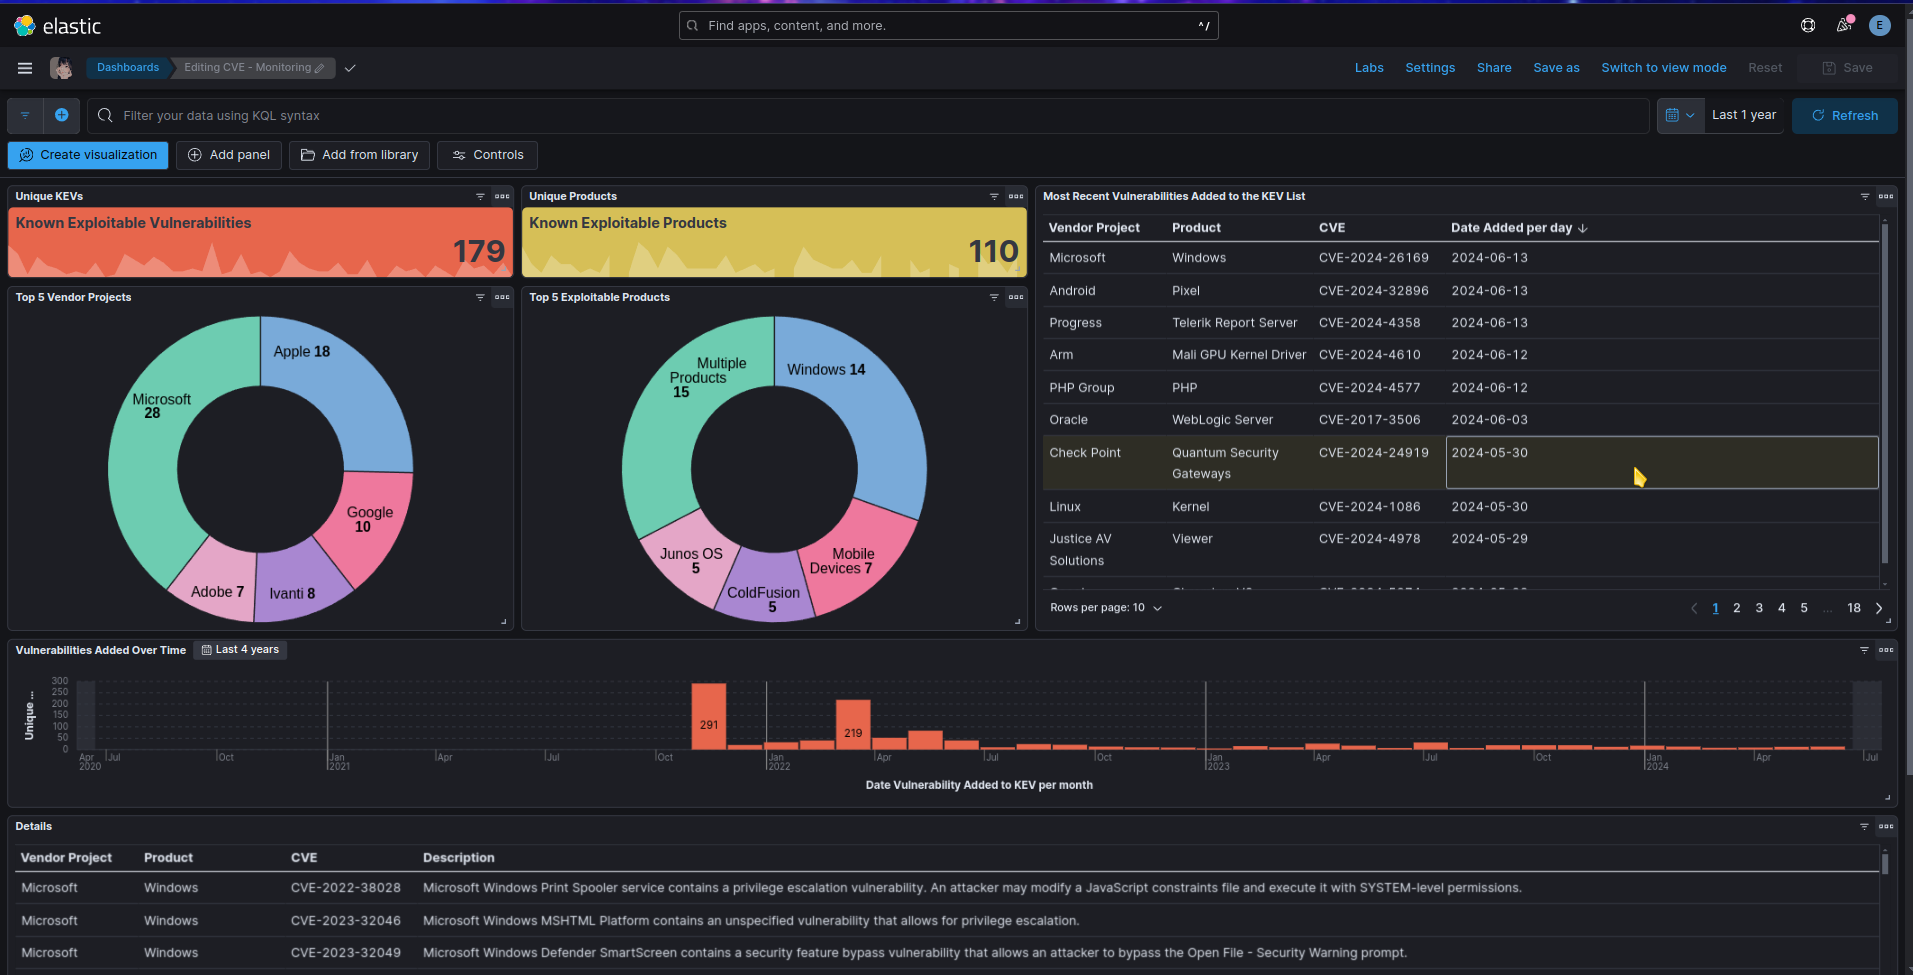 elastic
Find apps, content, and more.
^/
E
Dashboards
Editing CVE - Monitoring
Labs
Settings
Share
Save as
Switch to view mode
Reset
Save
Filter your data using KQL syntax
Last 1 year
Refresh
Create visualization
Add panel
Add from library
Controls
Unique KEVs
Known Exploitable Vulnerabilities
179
Unique Products
Known Exploitable Products
110
Top 5 Vendor Projects
Apple 18
Microsoft
28
Google
10
Adobe 7
Ivanti 8
Top 5 Exploitable Products
Multiple
Products
15
Windows 14
Junos OS
5
Mobile
Devices 7
ColdFusion
5
Most Recent Vulnerabilities Added to the KEV List
Vendor Project Product CVE Date Added per day
Microsoft Windows CVE-2024-26169 2024-06-13
Android Pixel CVE-2024-32896 2024-06-13
Progress Telerik Report Server CVE-2024-4358 2024-06-13
Arm Mali GPU Kernel Driver CVE-2024-4610 2024-06-12
PHP Group PHP CVE-2024-4577 2024-06-12
Oracle WebLogic Server CVE-2017-3506 2024-06-03
Check Point Quantum Security CVE-2024-24919 2024-05-30
Gateways
Linux Kernel CVE-2024-1086 2024-05-30
Justice AV Viewer CVE-2024-4978 2024-05-29
Solutions
Rows per page: 10
1 2 3 4 5 ... 18
Vulnerabilities Added Over Time
Last 4 years
Unique ...
300
250
200
150
100
50
0
291
219
Apr Jul Oct Jan Apr Jul Oct Jan Apr Jul Oct Jan Apr Jul Oct Jan Apr Jul
2020 2021 2022 2023 2024
Date Vulnerability Added to KEV per month
Details
Vendor Project Product CVE Description
Microsoft Windows CVE-2022-38028 Microsoft Windows Print Spooler service contains a privilege escalation vulnerability. An attacker may modify a JavaScript constraints file and execute it with SYSTEM-level permissions.
Microsoft Windows CVE-2023-32046 Microsoft Windows MSHTML Platform contains an unspecified vulnerability that allows for privilege escalation.
Microsoft Windows CVE-2023-32049 Microsoft Windows Defender SmartScreen contains a security feature bypass vulnerability that allows an attacker to bypass the Open File - Security Warning prompt.